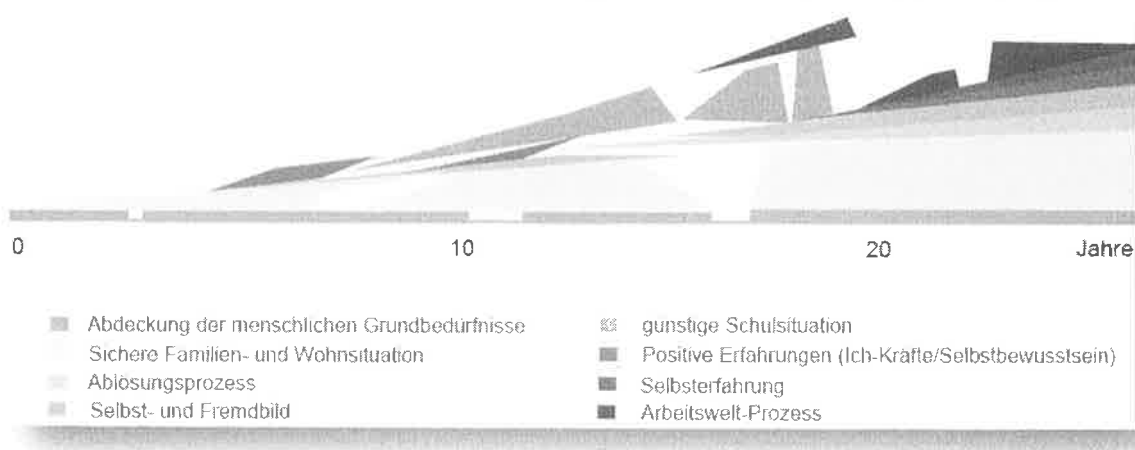 0 10 20 Jahre
Abdeckung der menschlichen Grundbedürfnisse
Sichere Familien- und Wohnsituation
Ablösungsprozess
Selbst- und Fremdbild
gunstige Schulsituation
Positive Erfahrungen (Ich-Kräfte/Selbstbewusstsein)
Selbsterfahrung
Arbeitswelt-Prozess